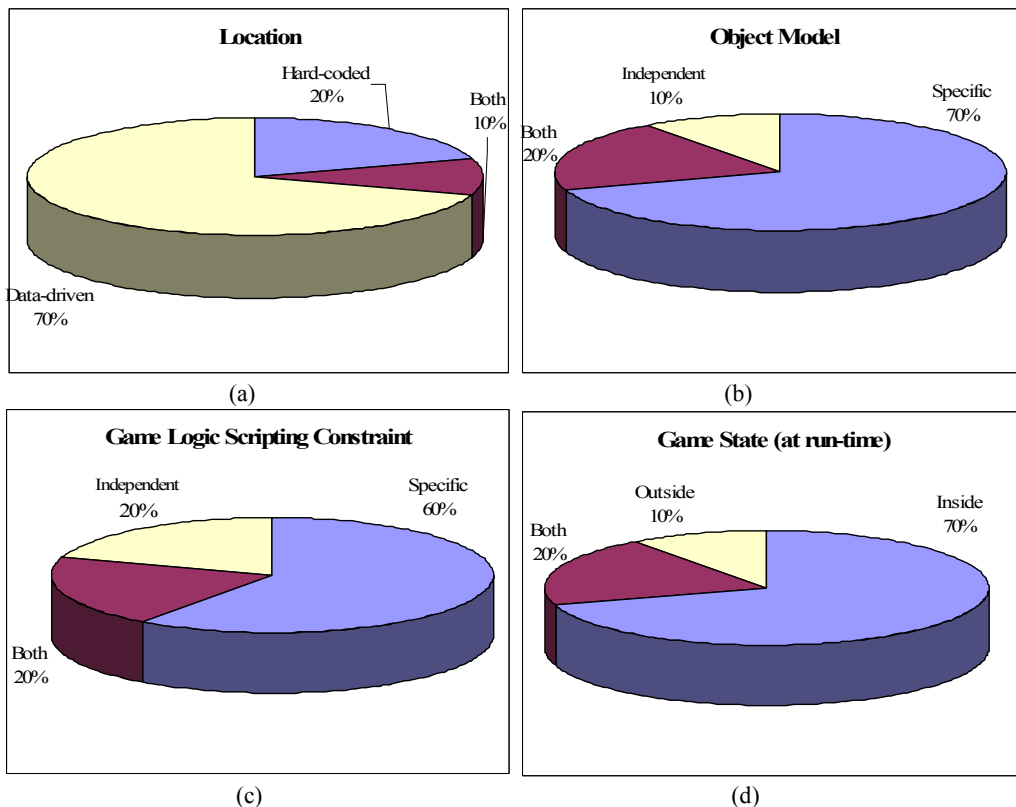 Location
Hard-coded
20%
Both
10%
Data-driven
70%
(a)
Object Model
Independent
10%
Specific
70%
Both
20%
(b)
Game Logic Scripting Constraint
Independent
20%
Specific
60%
Both
20%
(c)
Game State (at run-time)
Outside
10%
Inside
70%
Both
20%
(d)